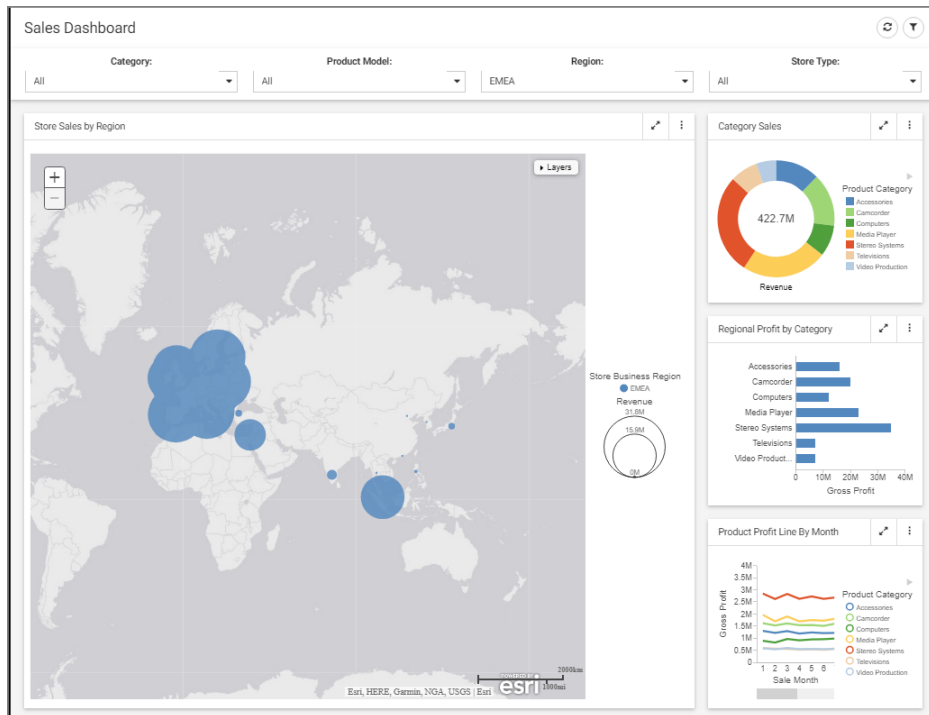 Sales Dashboard
Category: Product Model: Region: Store Type:
All All EMEA All
Store Sales by Region
Layers
+
−
Store Business Region
EMEA
Revenue
31.8M
15.9M
0M
2000km
1000mi
Esri, HERE, Garmin, NGA, USGS | Esri
POWERED BY
esri
Category Sales
422.7M
Revenue
Product Category
Accessories
Camcorder
Computers
Media Player
Stereo Systems
Televisions
Video Production
Regional Profit by Category
Accessories
Camcorder
Computers
Media Player
Stereo Systems
Televisions
Video Product...
0M 10M 20M 30M 40M
Gross Profit
Product Profit Line By Month
Gross Profit
4M
3.5M
3M
2.5M
2M
1.5M
1M
0.5M
0
1 2 3 4 5 6
Sale Month
Product Category
Accessories
Camcorder
Computers
Media Player
Stereo Systems
Televisions
Video Production